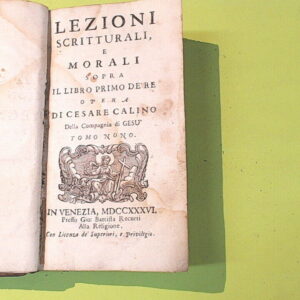 LEZIONI
SCRITTURALI,
E
MORALI
SOPRA
IL LIBRO PRIMO DE'RE
OPERA
DI CESARE CALINO
Della Compagnia di GESU'
TOMO NONO.
IN VENEZIA, MDCCXXXVI.
Presso Gio: Battista Recurti
Alla Religione.
Con Licenza de' Superiori, e Privilegio.